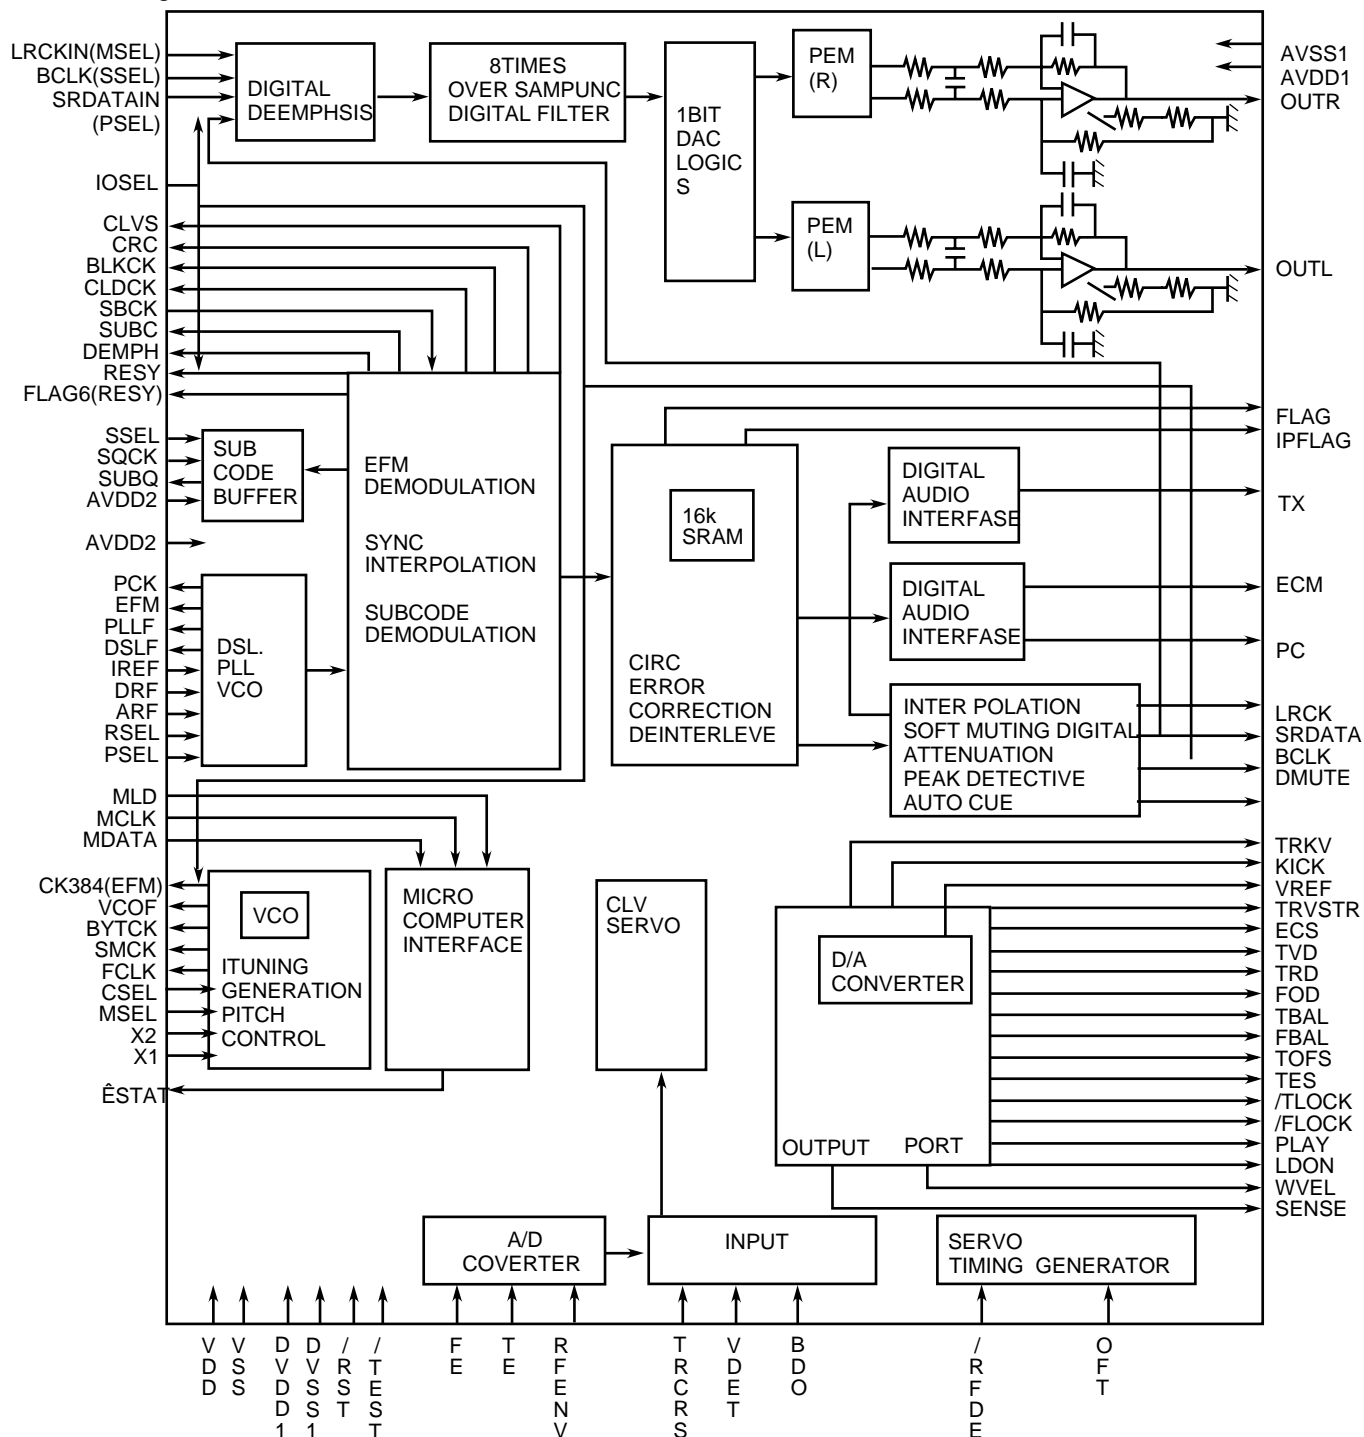 LRCKIN(MSEL)
BCLK(SSEL)
SRDATAIN
(PSEL)
IOSEL
CLVS
CRC
BLKCK
CLDCK
SBCK
SUBC
DEMPH
RESY
FLAG6(RESY)
SSEL
SQCK
SUBQ
AVDD2
AVDD2
PCK
EFM
PLLF
DSLF
IREF
DRF
ARF
RSEL
PSEL
MLD
MCLK
MDATA
CK384(EFM)
VCOF
BYTCK
SMCK
FCLK
CSEL
MSEL
X2
X1
ÊSTAT
DIGITAL
DEEMPHSIS
8TIMES
OVER SAMPUNC
DIGITAL FILTER
1BIT
DAC
LOGIC
S
PEM
(R)
PEM
(L)
AVSS1
AVDD1
OUTR
OUTL
SUB
CODE
BUFFER
EFM
DEMODULATION
SYNC
INTERPOLATION
SUBCODE
DEMODULATION
DSL.
PLL
VCO
16k
SRAM
CIRC
ERROR
CORRECTION
DEINTERLEVE
DIGITAL
AUDIO
INTERFASE
DIGITAL
AUDIO
INTERFASE
INTER POLATION
SOFT MUTING DIGITAL
ATTENUATION
PEAK DETECTIVE
AUTO CUE
FLAG
IPFLAG
TX
ECM
PC
LRCK
SRDATA
BCLK
DMUTE
VCO
ITUNING
GENERATION
PITCH
CONTROL
MICRO
COMPUTER
INTERFACE
CLV
SERVO
D/A
CONVERTER
OUTPUT PORT
TRKV
KICK
VREF
TRVSTR
ECS
TVD
TRD
FOD
TBAL
FBAL
TOFS
TES
/TLOCK
/FLOCK
PLAY
LDON
WVEL
SENSE
A/D
COVERTER
INPUT
SERVO
TIMING GENERATOR
VDD
VSS
DVDD1
DVSS1
/RST
/TEST
FE
TE
RFENV
TRCRS
VDET
BDO
/RFDE
OFT